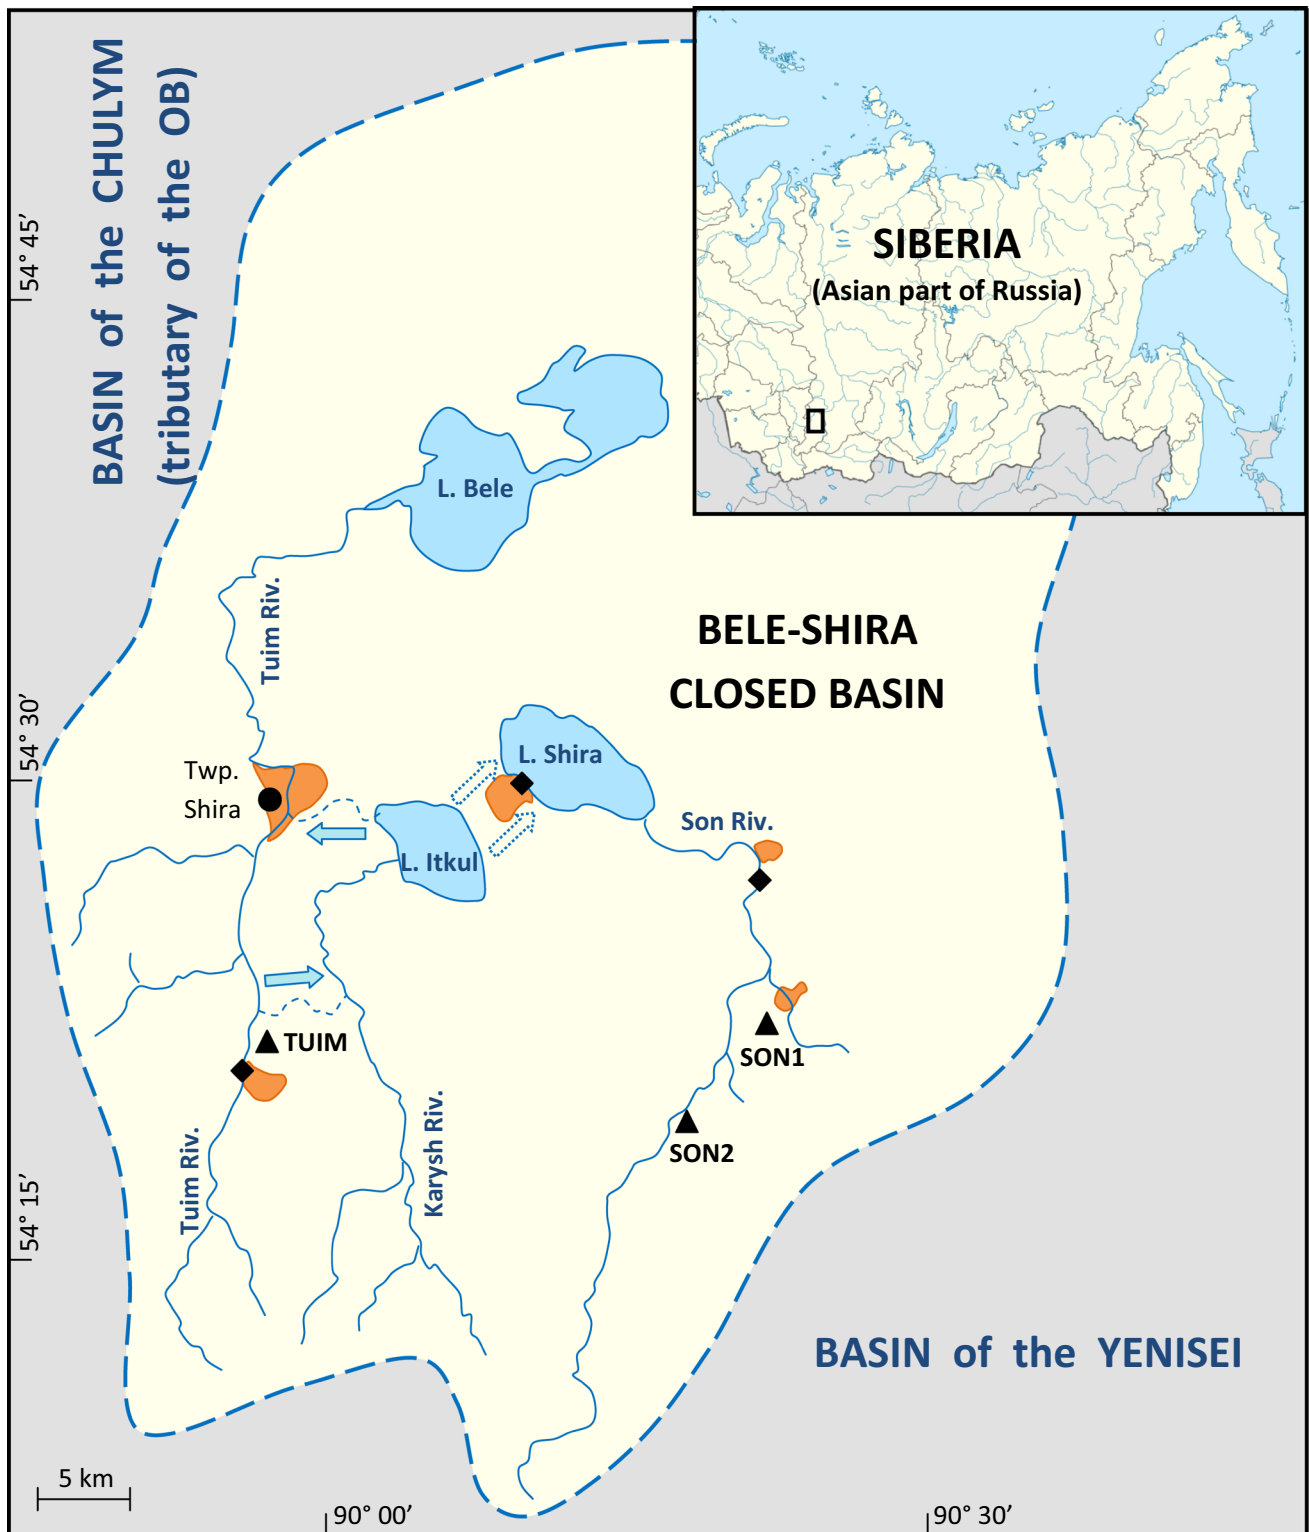 BASIN of the CHULYM
(tributary of the OB)
SIBERIA
(Asian part of Russia)
54° 45’
L. Bele
Tuim Riv.
BELE-SHIRA
CLOSED BASIN
54° 30’
Twp.
Shira
L. Shira
Son Riv.
L. Itkul
TUIM
SON1
SON2
Tuim Riv.
Karysh Riv.
54° 15’
BASIN of the YENISEI
5 km
90° 00’
90° 30’